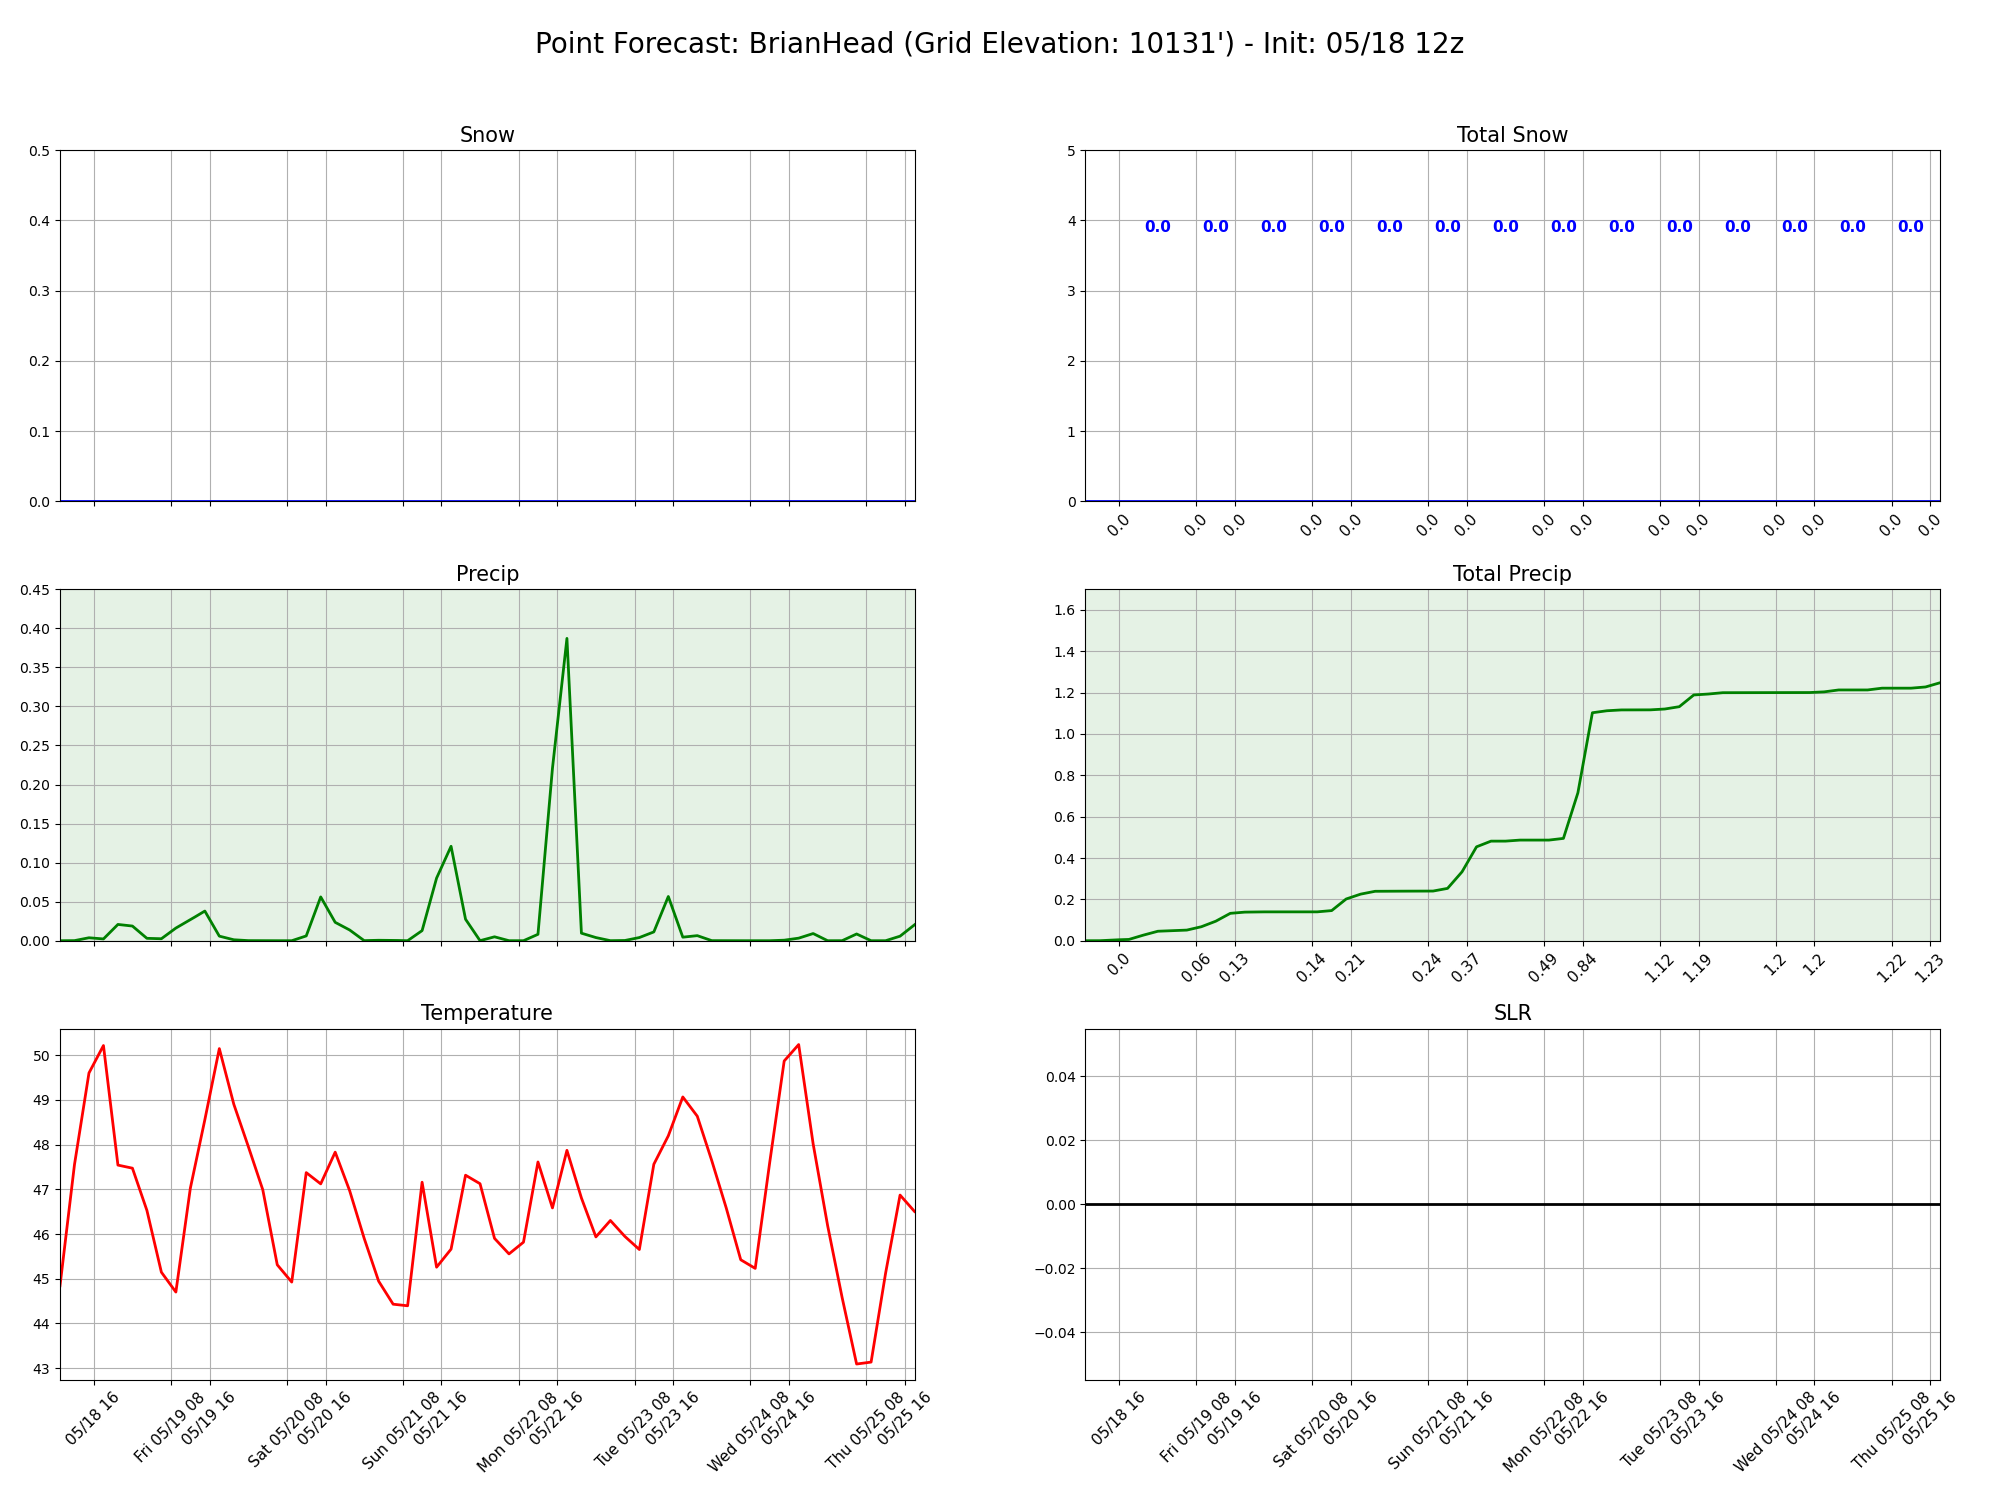 Point Forecast: BrianHead (Grid Elevation: 10131') - Init: 05/18 12z
Snow
0.5
0.4
0.3
0.2
0.1
0.0
Total Snow
5
4
3
2
1
0
0.0 0.0 0.0 0.0 0.0 0.0 0.0 0.0 0.0 0.0 0.0 0.0 0.0 0.0
0.0 0.0 0.0 0.0 0.0 0.0 0.0 0.0 0.0 0.0 0.0 0.0 0.0 0.0 0.0
Precip
0.45
0.40
0.35
0.30
0.25
0.20
0.15
0.10
0.05
0.00
Total Precip
1.6
1.4
1.2
1.0
0.8
0.6
0.4
0.2
0.0
0.0 0.06 0.13 0.14 0.21 0.24 0.37 0.49 0.84 1.12 1.19 1.2 1.2 1.22 1.23
Temperature
50
49
48
47
46
45
44
43
05/18 16
Fri 05/19 08
05/19 16
Sat 05/20 08
05/20 16
Sun 05/21 08
05/21 16
Mon 05/22 08
05/22 16
Tue 05/23 08
05/23 16
Wed 05/24 08
05/24 16
Thu 05/25 08
05/25 16
SLR
0.04
0.02
0.00
−0.02
−0.04
05/18 16
Fri 05/19 08
05/19 16
Sat 05/20 08
05/20 16
Sun 05/21 08
05/21 16
Mon 05/22 08
05/22 16
Tue 05/23 08
05/23 16
Wed 05/24 08
05/24 16
Thu 05/25 08
05/25 16